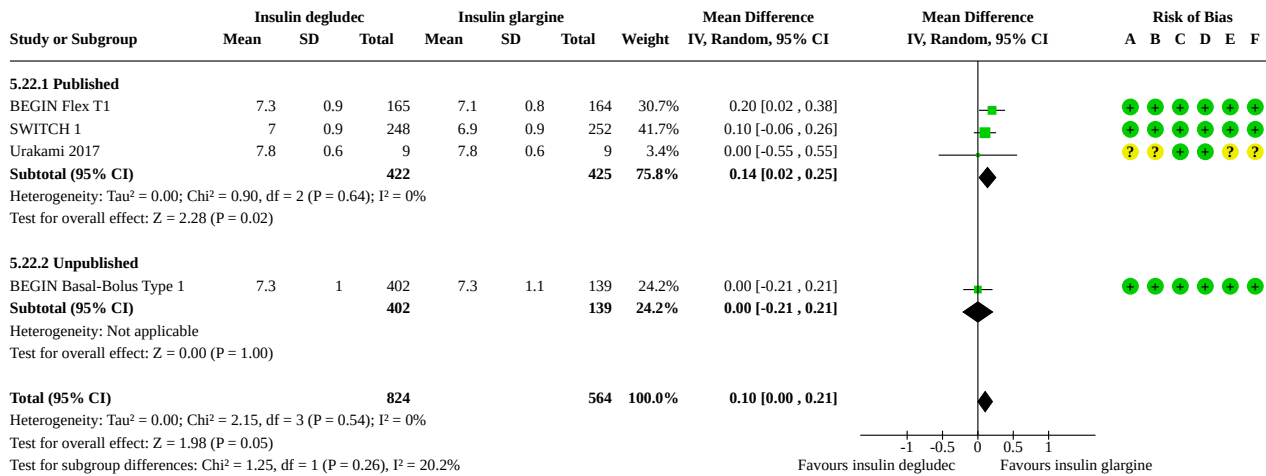 Insulin degludec Insulin glargine Mean Difference Mean Difference Risk of Bias
Study or Subgroup Mean SD Total Mean SD Total Weight IV, Random, 95% CI IV, Random, 95% CI A B C D E F
5.22.1 Published
BEGIN Flex T1 7.3 0.9 165 7.1 0.8 164 30.7% 0.20 [0.02 , 0.38] + + + + + +
SWITCH 1 7 0.9 248 6.9 0.9 252 41.7% 0.10 [-0.06 , 0.26] + + + + + +
Urakami 2017 7.8 0.6 9 7.8 0.6 9 3.4% 0.00 [-0.55 , 0.55] ? ? + + ? ?
Subtotal (95% CI) 422 425 75.8% 0.14 [0.02 , 0.25]
Heterogeneity: Tau² = 0.00; Chi² = 0.90, df = 2 (P = 0.64); I² = 0%
Test for overall effect: Z = 2.28 (P = 0.02)
5.22.2 Unpublished
BEGIN Basal-Bolus Type 1 7.3 1 402 7.3 1.1 139 24.2% 0.00 [-0.21 , 0.21] + + + + + +
Subtotal (95% CI) 402 139 24.2% 0.00 [-0.21 , 0.21]
Heterogeneity: Not applicable
Test for overall effect: Z = 0.00 (P = 1.00)
Total (95% CI) 824 564 100.0% 0.10 [0.00 , 0.21]
Heterogeneity: Tau² = 0.00; Chi² = 2.15, df = 3 (P = 0.54); I² = 0%
Test for overall effect: Z = 1.98 (P = 0.05)
-1 -0.5 0 0.5 1
Test for subgroup differences: Chi² = 1.25, df = 1 (P = 0.26), I² = 20.2% Favours insulin degludec Favours insulin glargine